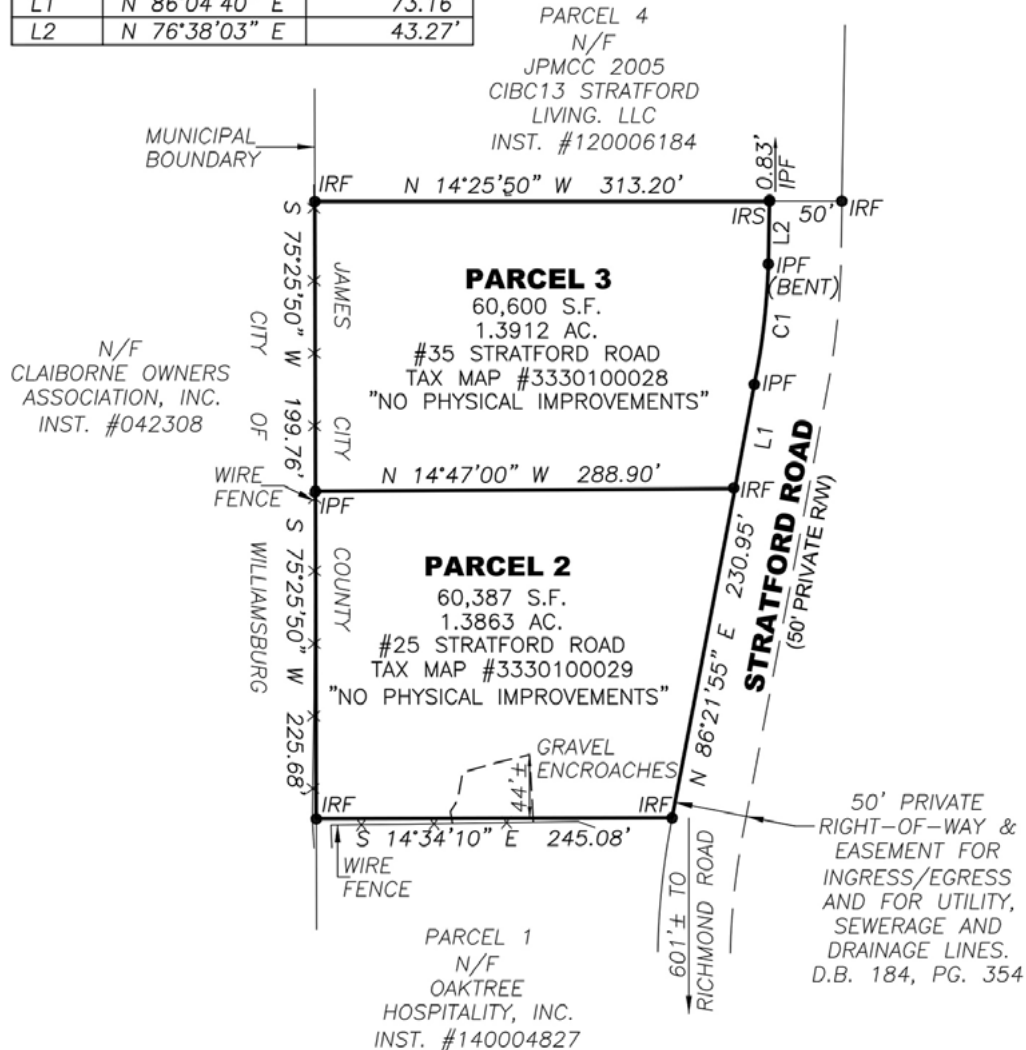 L1 N 86°04'40" E 73.16'
L2 N 76°38'03" E 43.27'
PARCEL 4
N/F
JPMCC 2005
CIBC13 STRATFORD
LIVING. LLC
INST. #120006184
MUNICIPAL
BOUNDARY
0.83'
IPF
IRF
N 14°25'50" W 313.20'
IRS
50'
IRF
L2
IPF
(BENT)
C1
IPF
L1
IRF
S 75°25'50" W 199.76'
JAMES
CITY
COUNTY
CITY
OF
WILLIAMSBURG
PARCEL 3
60,600 S.F.
1.3912 AC.
#35 STRATFORD ROAD
TAX MAP #3330100028
"NO PHYSICAL IMPROVEMENTS"
N/F
CLAIBORNE OWNERS
ASSOCIATION, INC.
INST. #042308
WIRE
FENCE
N 14°47'00" W 288.90'
IPF
STRATFORD ROAD
(50' PRIVATE R/W)
S 75°25'50" W 225.68'
PARCEL 2
60,387 S.F.
1.3863 AC.
#25 STRATFORD ROAD
TAX MAP #3330100029
"NO PHYSICAL IMPROVEMENTS"
N 86°21'55" E 230.95'
GRAVEL
ENCROACHES
44'±
IRF
IRF
S 14°34'10" E 245.08'
WIRE
FENCE
50' PRIVATE
RIGHT-OF-WAY &
EASEMENT FOR
INGRESS/EGRESS
AND FOR UTILITY,
SEWERAGE AND
DRAINAGE LINES.
D.B. 184, PG. 354
601'± TO
RICHMOND ROAD
PARCEL 1
N/F
OAKTREE
HOSPITALITY, INC.
INST. #140004827